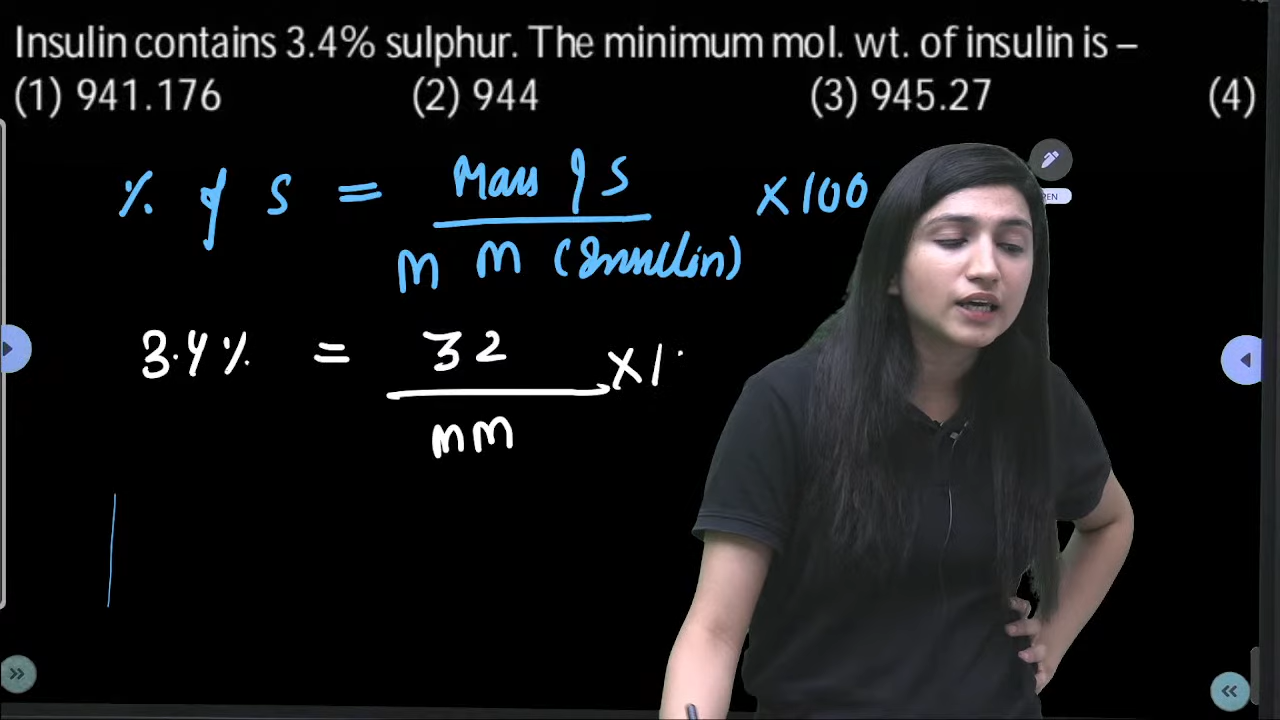 Insulin contains 3.4% sulphur. The minimum mol. wt. of insulin is –
(1) 941.176 (2) 944 (3) 945.27 (4)
% of S = Mass of S × 100
M M (Insullin)
3.4% = 32 × 1
MM